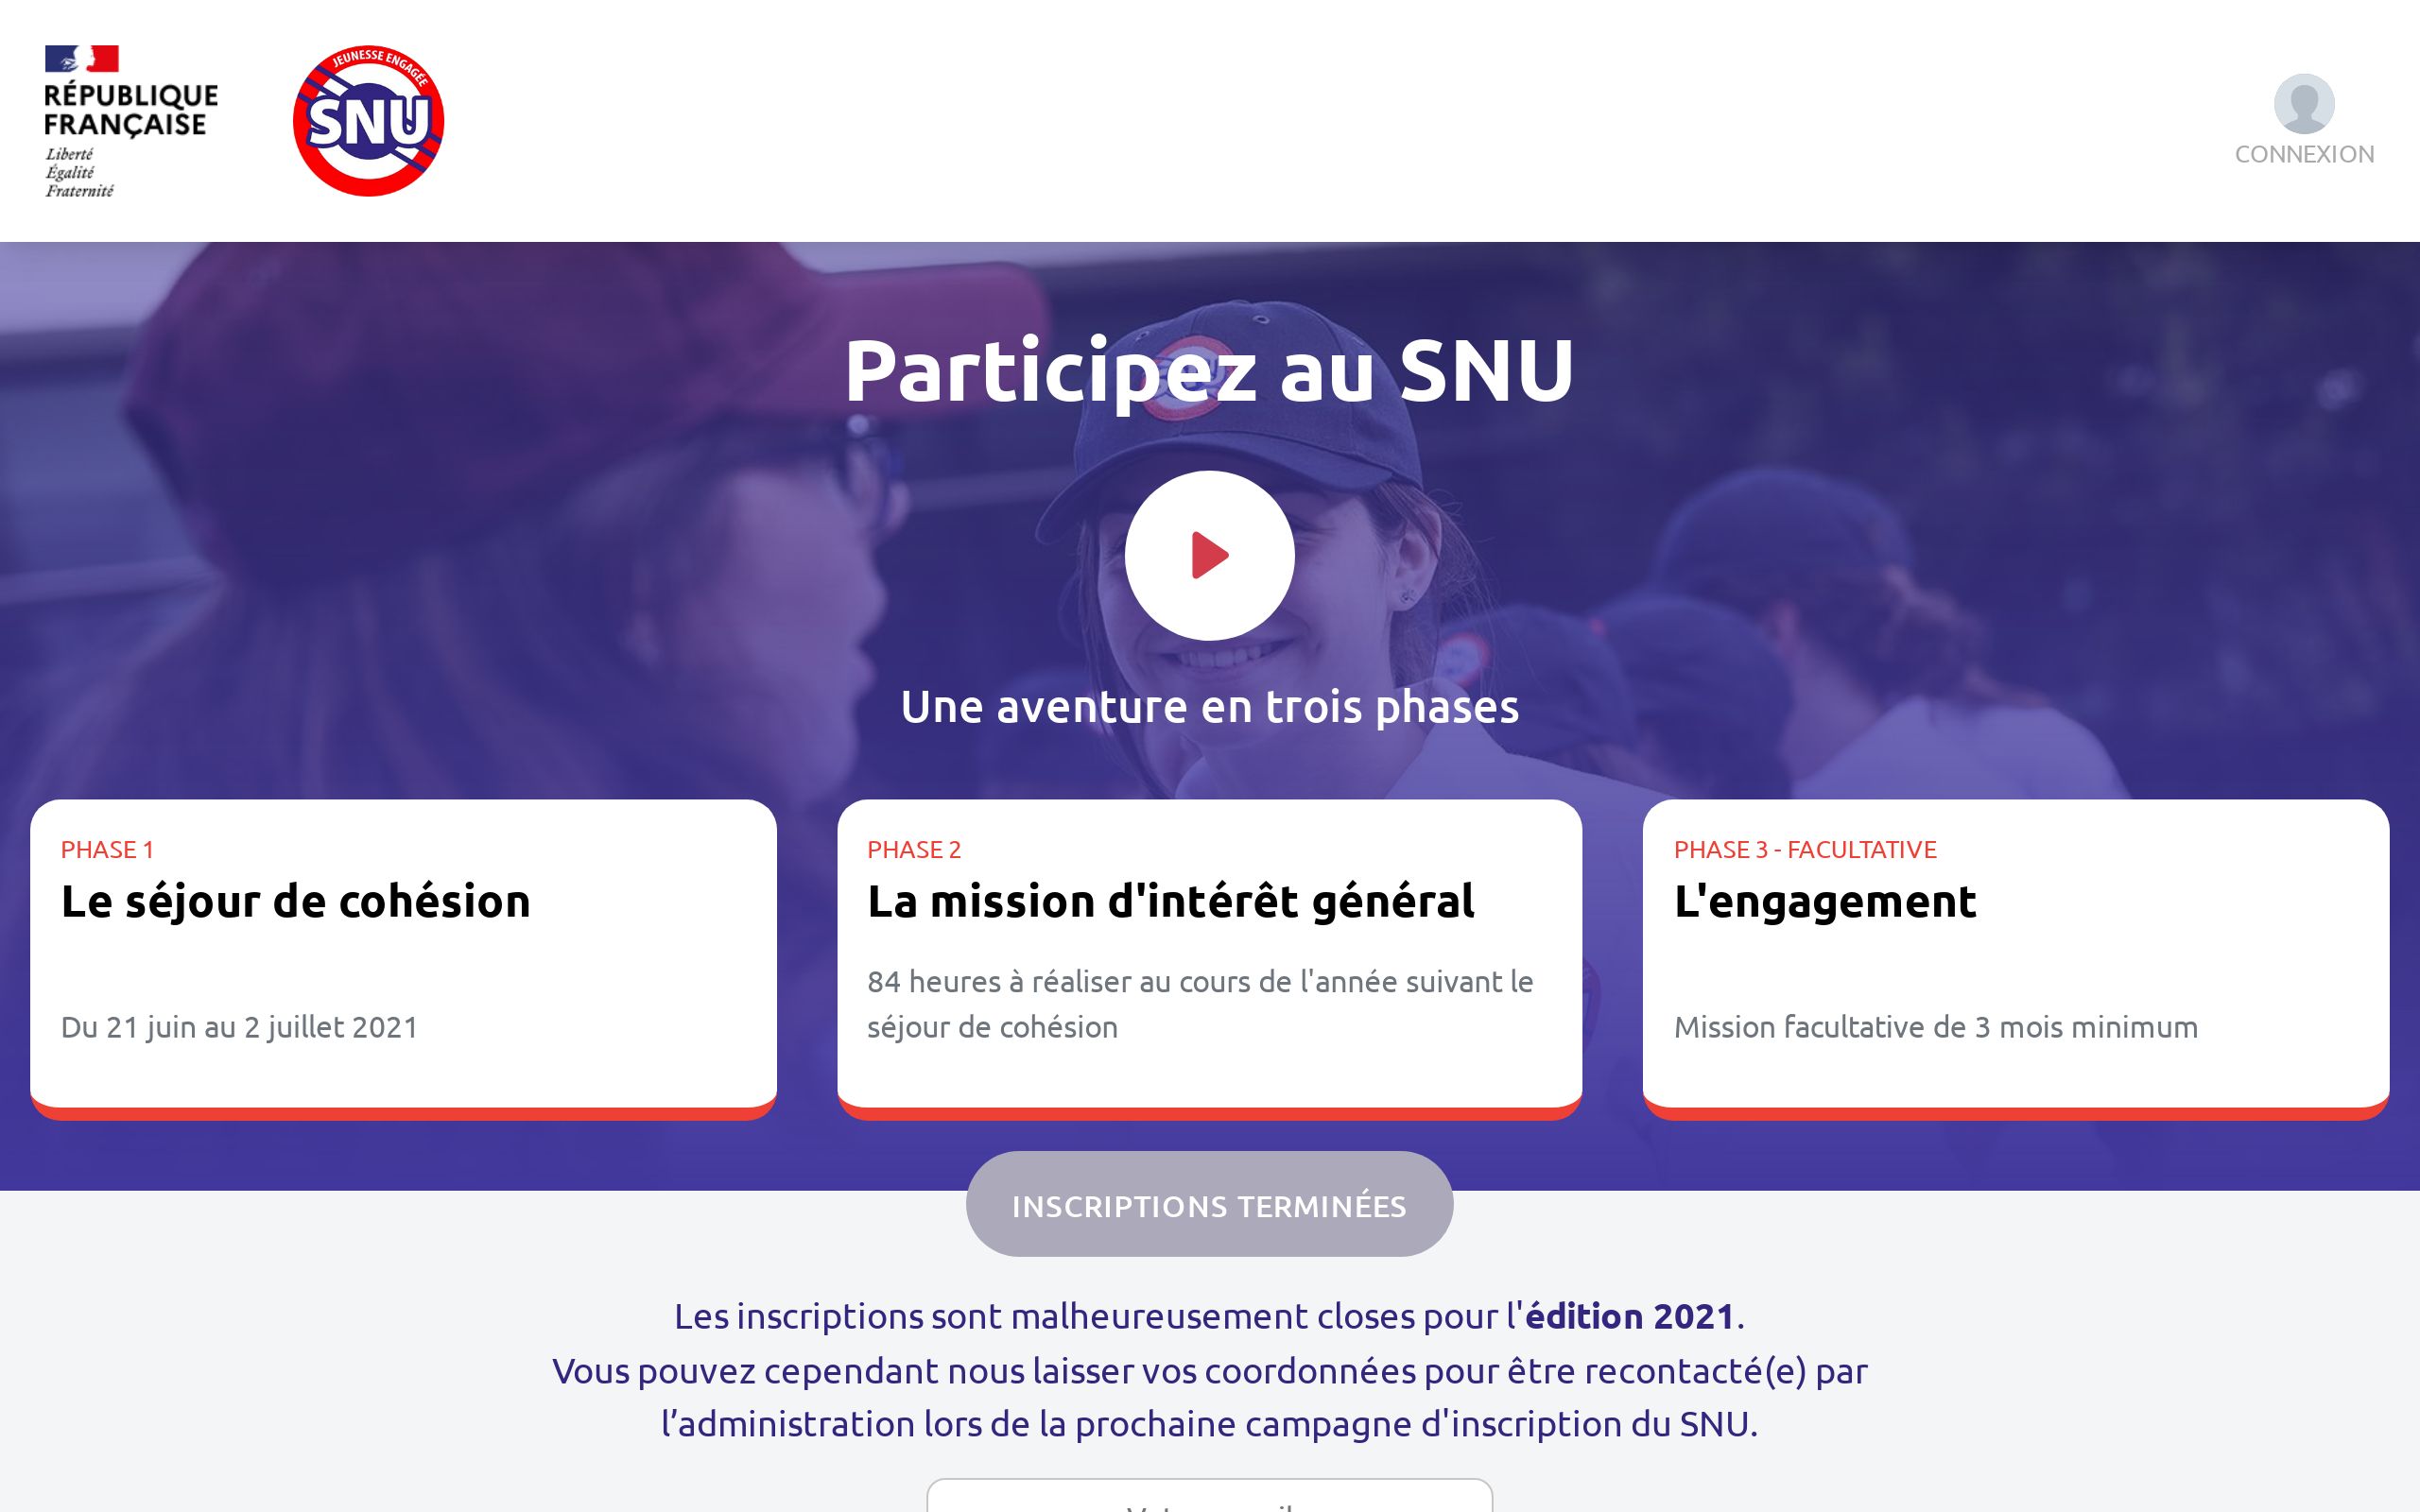 RÉPUBLIQUE
FRANÇAISE
Liberté
Égalité
Fraternité
JEUNESSE ENGAGÉE
SNU
CONNEXION
Participez au SNU
Une aventure en trois phases
PHASE 1
Le séjour de cohésion
Du 21 juin au 2 juillet 2021
PHASE 2
La mission d'intérêt général
84 heures à réaliser au cours de l'année suivant le
séjour de cohésion
PHASE 3 - FACULTATIVE
L'engagement
Mission facultative de 3 mois minimum
INSCRIPTIONS TERMINÉES
Les inscriptions sont malheureusement closes pour l'édition 2021.
Vous pouvez cependant nous laisser vos coordonnées pour être recontacté(e) par
l’administration lors de la prochaine campagne d'inscription du SNU.